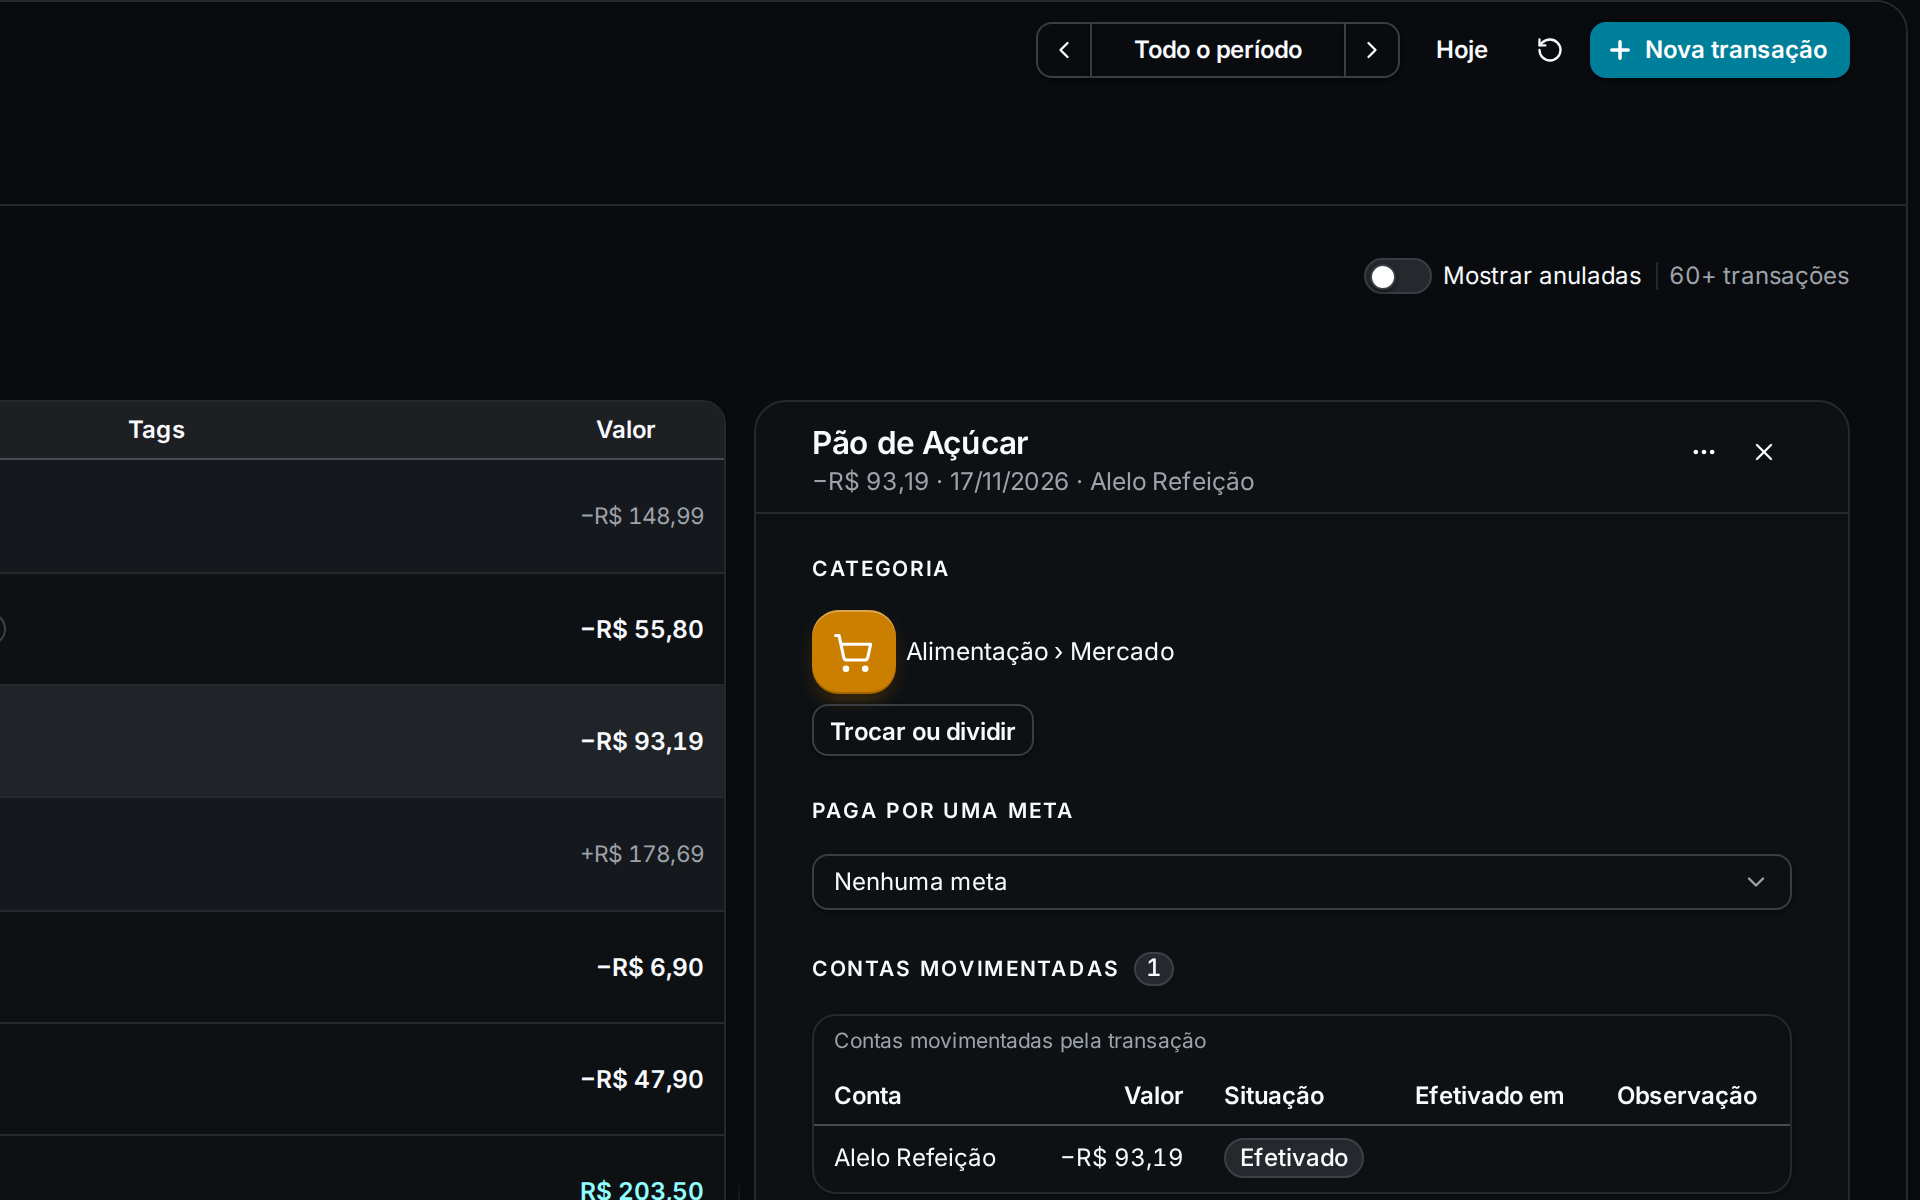 Todo o período
Hoje
Nova transação
Mostrar anuladas
60+ transações
Tags
Valor
−R$ 148,99
−R$ 55,80
−R$ 93,19
+R$ 178,69
−R$ 6,90
−R$ 47,90
R$ 203,50
Pão de Açúcar
−R$ 93,19 · 17/11/2026 · Alelo Refeição
CATEGORIA
Alimentação › Mercado
Trocar ou dividir
PAGA POR UMA META
Nenhuma meta
CONTAS MOVIMENTADAS 1
Contas movimentadas pela transação
Conta Valor Situação Efetivado em Observação
Alelo Refeição −R$ 93,19 Efetivado